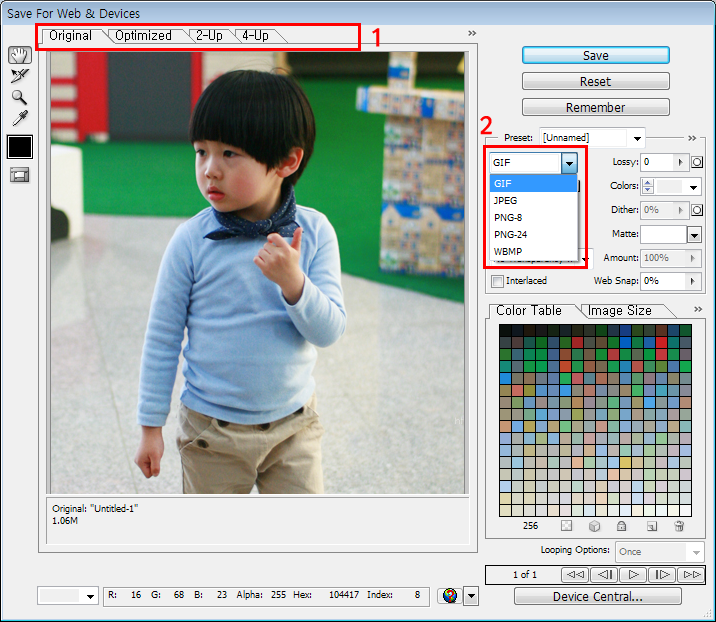 Save For Web & Devices
Original Optimized 2-Up 4-Up
1
Save
Reset
Remember
2
Preset: [Unnamed]
GIF Lossy: 0
GIF Colors:
JPEG
PNG-8 Dither: 0%
PNG-24 Matte:
WBMP Amount: 100%
Interlaced Web Snap: 0%
Color Table Image Size
256
Original: "Untitled-1"
1.06M
Looping Options: Once
1 of 1
R: 16 G: 68 B: 23 Alpha: 255 Hex: 104417 Index: 8
Device Central...